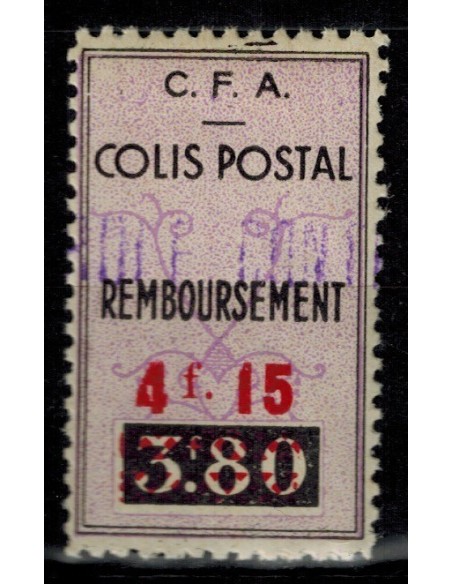 C. F. A.
COLIS POSTAL
REMBOURSEMENT
4 f. 15
3f80